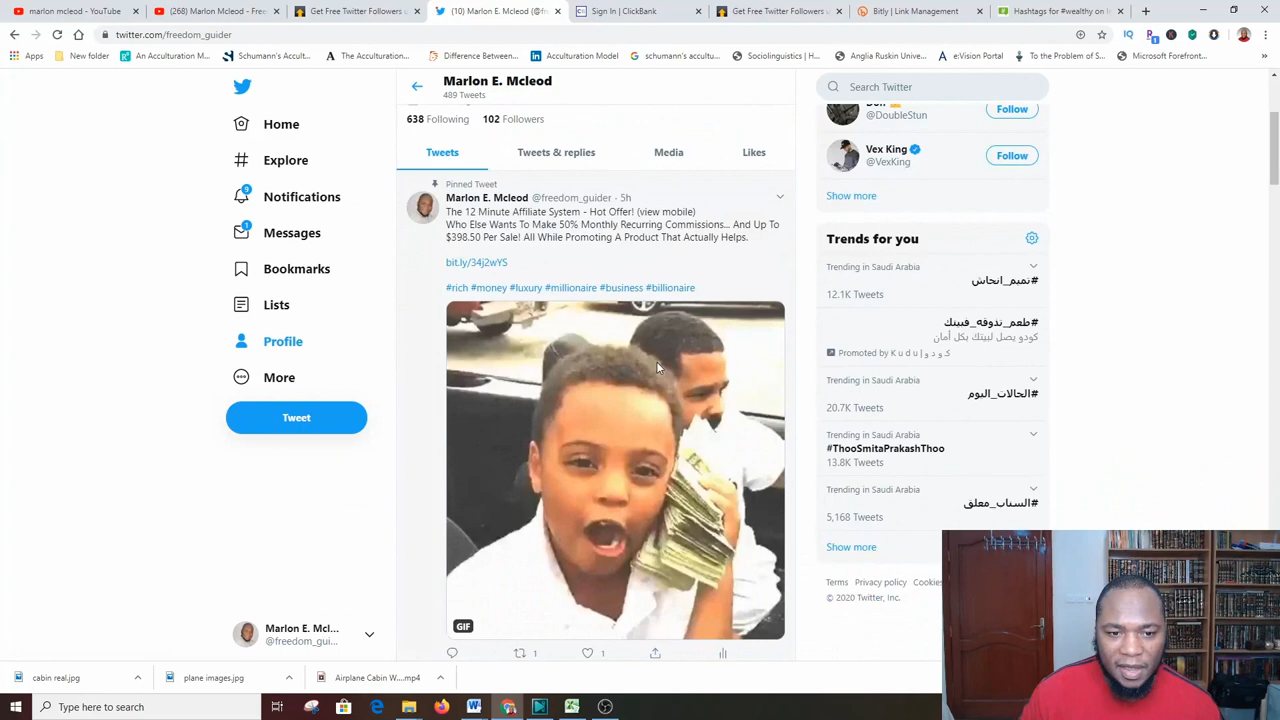 marlon mcleod - YouTube
(268) Marlon McLeod - Free
Get Free Twitter Followers
(10) Marlon E. Mcleod (@fr
Sign In | ClickBank
Get Free Twitter Followers
Bitly | Link Management
Hashtags for #wealthy on I
twitter.com/freedom_guider
Apps
New folder
An Acculturation M...
Schumann's Accult...
The Acculturation...
Difference Between...
Acculturation Model
schumann's accultu...
Sociolinguistics | H...
Anglia Ruskin Unive...
e:Vision Portal
To the Problem of S...
Microsoft Forefront...
Home
Explore
9
Notifications
1
Messages
Bookmarks
Lists
Profile
More
Tweet
Marlon E. Mcl...
@freedom_gui...
Marlon E. Mcleod
489 Tweets
638 Following 102 Followers
Tweets
Tweets & replies
Media
Likes
Pinned Tweet
Marlon E. Mcleod @freedom_guider · 5h
The 12 Minute Affiliate System - Hot Offer! (view mobile)
Who Else Wants To Make 50% Monthly Recurring Commissions... And Up To
$398.50 Per Sale! All While Promoting A Product That Actually Helps.
bit.ly/34j2wYS
#rich #money #luxury #millionaire #business #billionaire
GIF
1
1
Search Twitter
@DoubleStun
Follow
Vex King
@VexKing
Follow
Show more
Trends for you
Trending in Saudi Arabia
#تميم_انحاش
12.1K Tweets
#طعم_تذوقه_فبيتك
كودو يصل لبيتك بكل أمان
Promoted by K u d u | كـ و د و
Trending in Saudi Arabia
#الحالات_اليوم
20.7K Tweets
Trending in Saudi Arabia
#ThooSmitaPrakashThoo
13.8K Tweets
Trending in Saudi Arabia
#السناب_معلق
5,168 Tweets
Show more
Terms Privacy policy Cookies
© 2020 Twitter, Inc.
cabin real.jpg
plane images.jpg
Airplane Cabin W....mp4
Type here to search